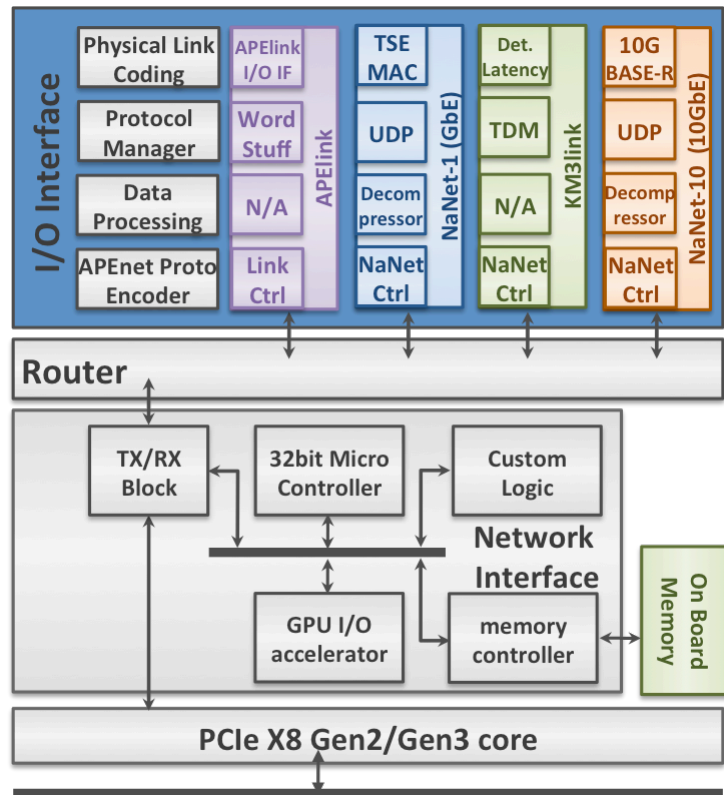 Physical Link
Coding
APElink
I/O IF
TSE
MAC
Det.
Latency
10G
BASE-R
Protocol
Manager
Word
Stuff
UDP
TDM
UDP
Data
Processing
N/A
Decom
pressor
N/A
Decomp
ressor
APEnet Proto
Encoder
Link
Ctrl
NaNet
Ctrl
NaNet
Ctrl
NaNet
Ctrl
I/O Interface
APElink
NaNet-1 (GbE)
KM3link
NaNet-10 (10GbE)
Router
TX/RX
Block
32bit Micro
Controller
Custom
Logic
Network
Interface
GPU I/O
accelerator
memory
controller
On Board
Memory
PCIe X8 Gen2/Gen3 core